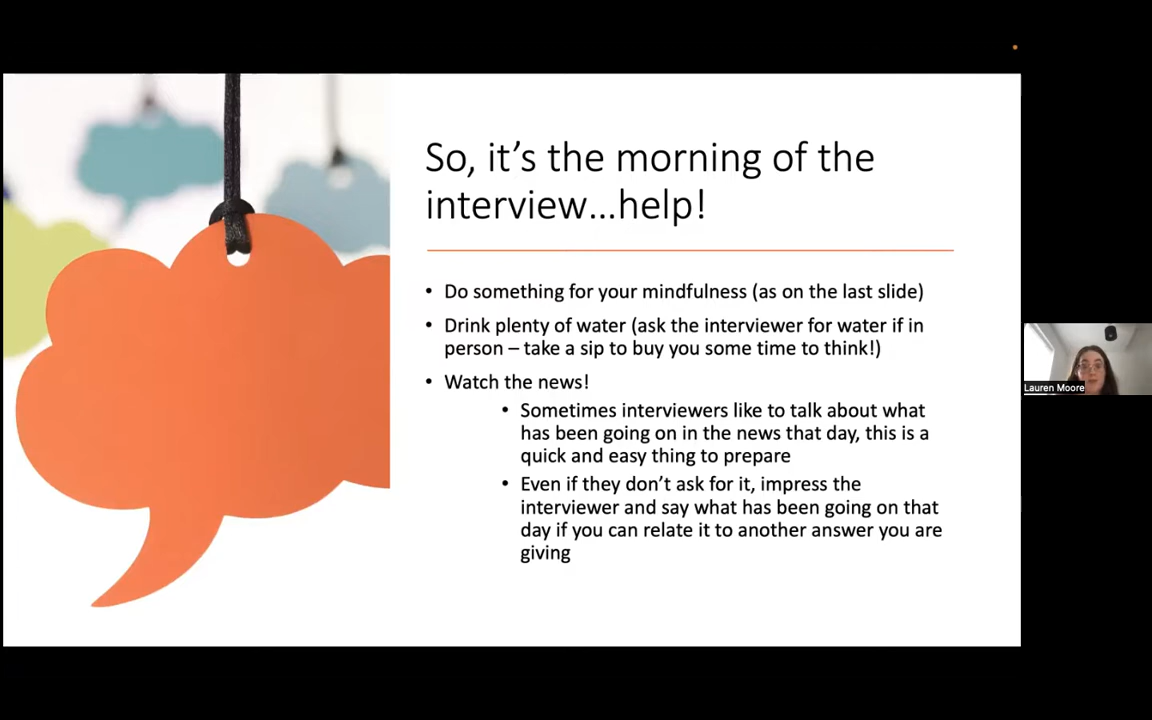 So, it's the morning of the
interview...help!
• Do something for your mindfulness (as on the last slide)
• Drink plenty of water (ask the interviewer for water if in
person – take a sip to buy you some time to think!)
• Watch the news!
• Sometimes interviewers like to talk about what
has been going on in the news that day, this is a
quick and easy thing to prepare
• Even if they don't ask for it, impress the
interviewer and say what has been going on that
day if you can relate it to another answer you are
giving
Lauren Moore